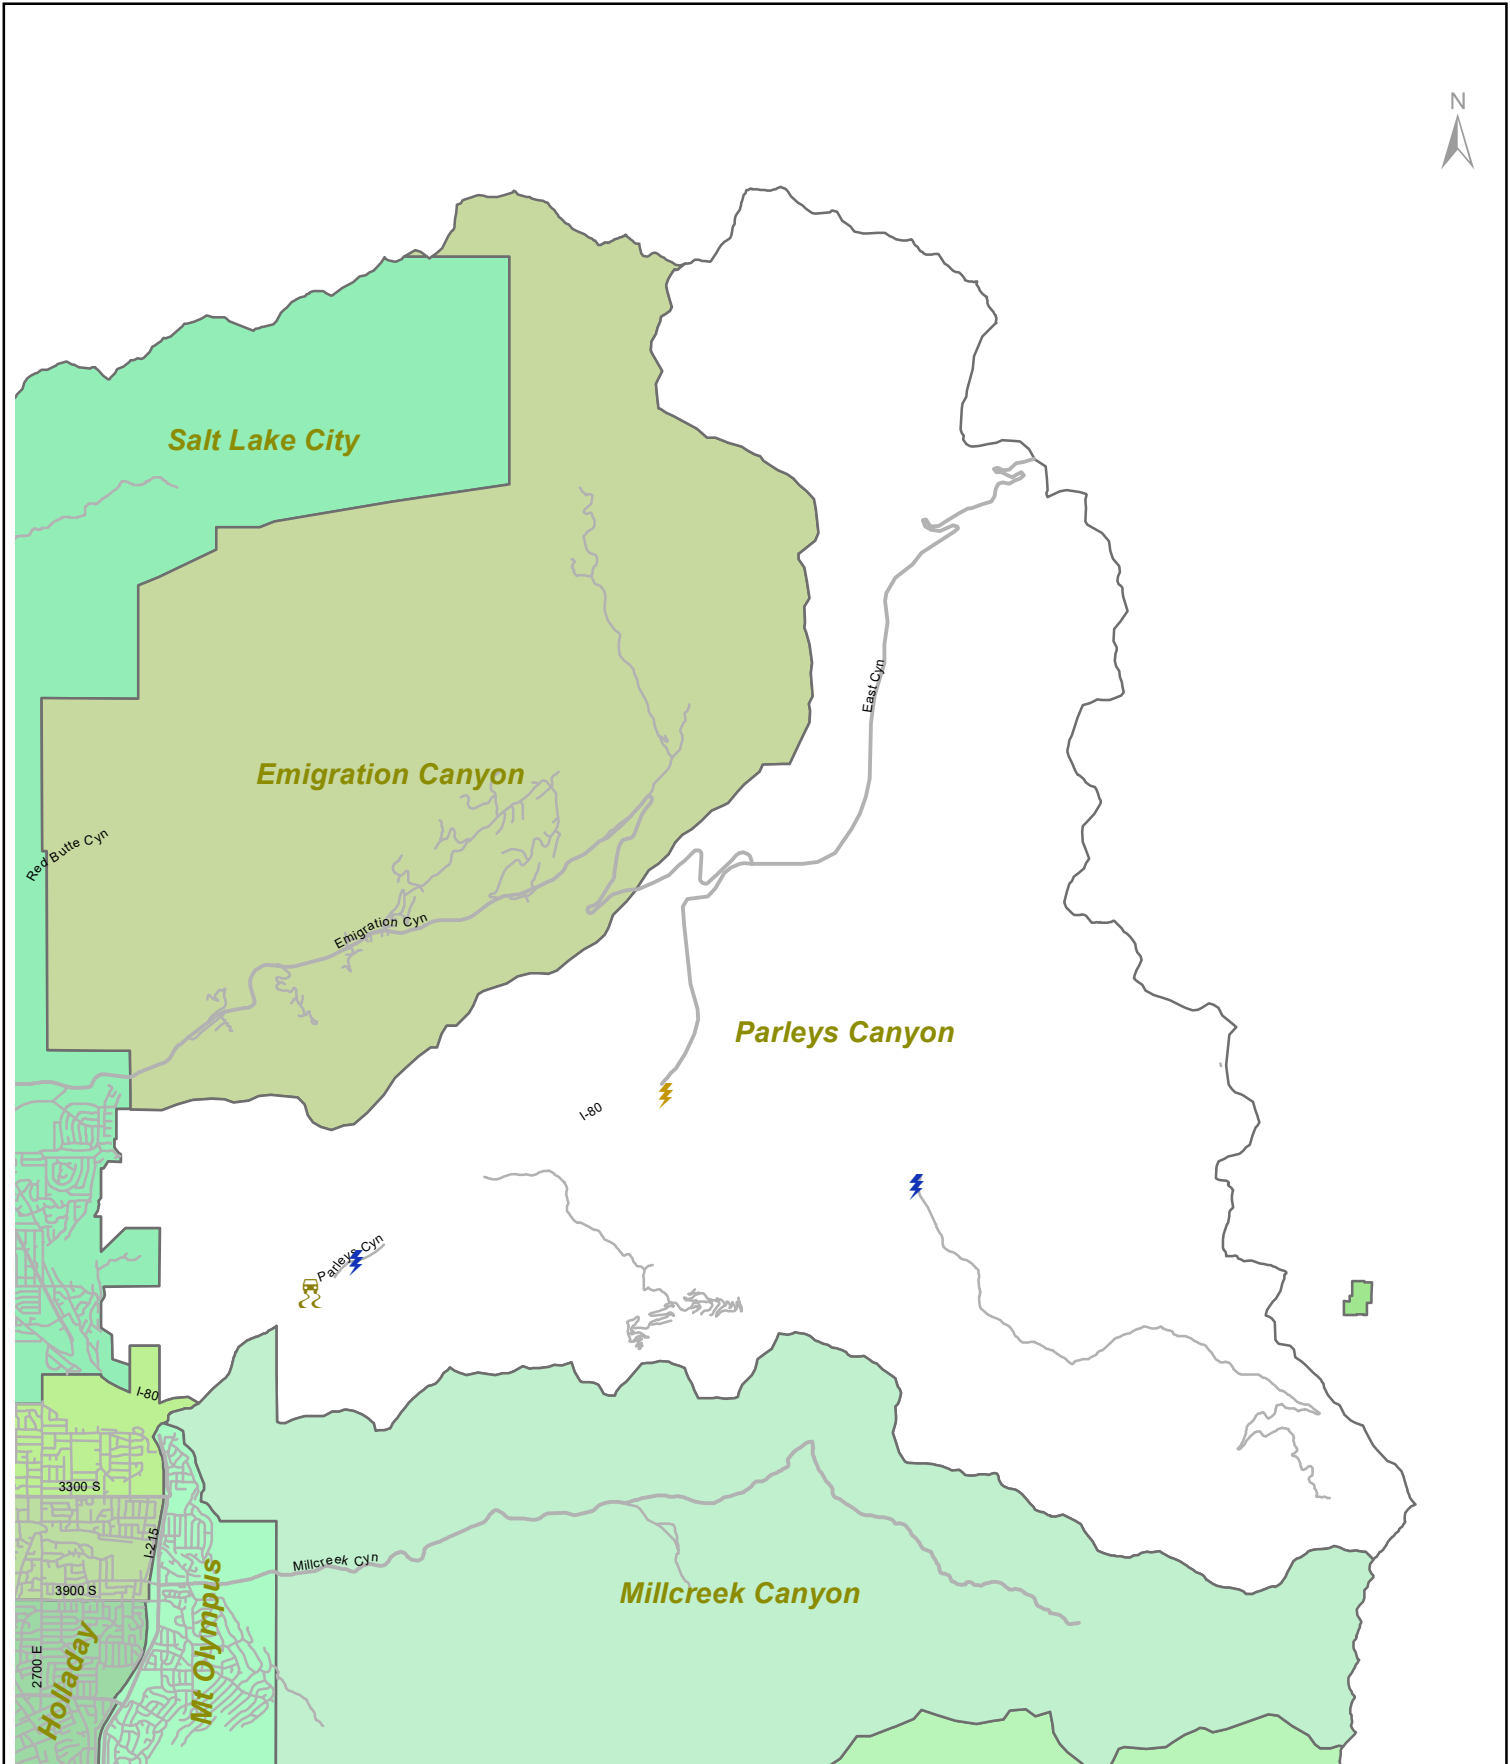 N
Salt Lake City
East Cyn
Emigration Canyon
Red Butte Cyn
Emigration Cyn
Parleys Canyon
I-80
Parleys Cyn
I-80
3300 S
I-215
Millcreek Cyn
3900 S
Millcreek Canyon
Mt Olympus
Holladay
2700 E